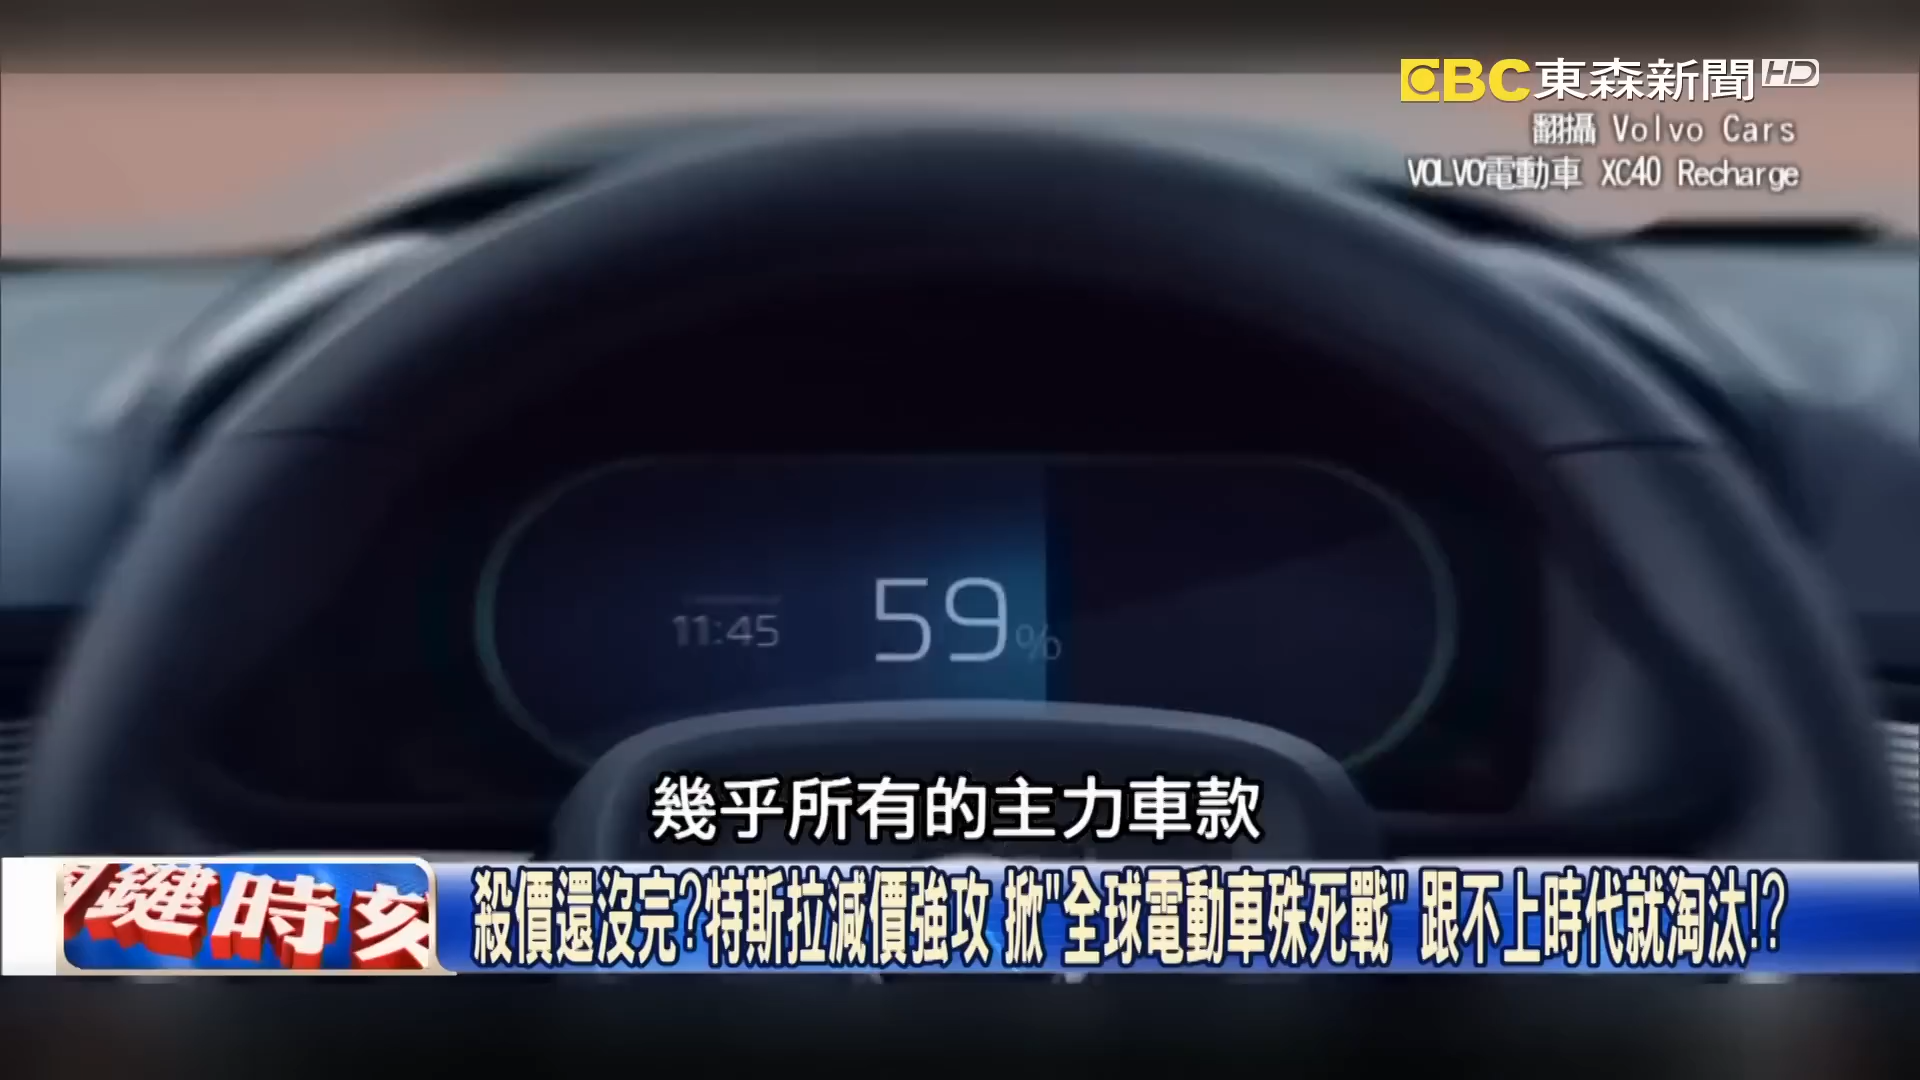 EBC東森新聞HD
翻攝 Volvo Cars
VOLVO電動車 XC40 Recharge
11:45
59%
幾乎所有的主力車款
關鍵時刻
殺價還沒完?特斯拉減價強攻 掀"全球電動車殊死戰" 跟不上時代就淘汰!?